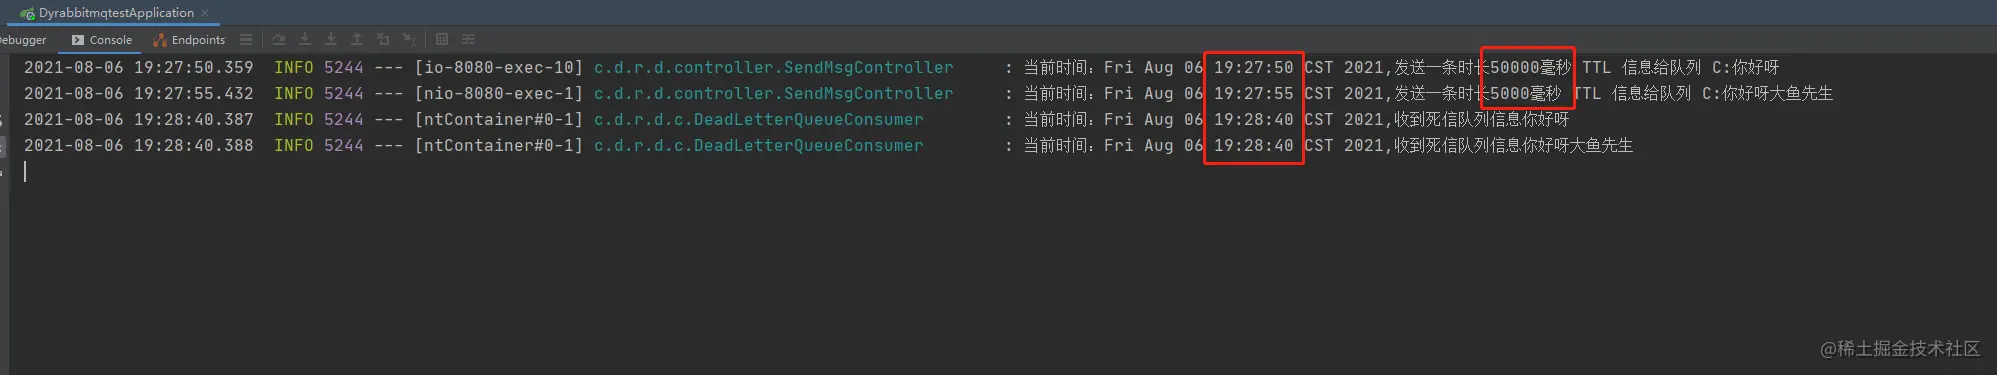 DyrabbitmqtestApplication
Debugger Console Endpoints
2021-08-06 19:27:50.359 INFO 5244 --- [io-8080-exec-10] c.d.r.d.controller.SendMsgController : 当前时间：Fri Aug 06 19:27:50 CST 2021,发送一条时长50000毫秒 TTL 信息给队列 C:你好呀
2021-08-06 19:27:55.432 INFO 5244 --- [nio-8080-exec-1] c.d.r.d.controller.SendMsgController : 当前时间：Fri Aug 06 19:27:55 CST 2021,发送一条时长5000毫秒 TTL 信息给队列 C:你好呀大鱼先生
2021-08-06 19:28:40.387 INFO 5244 --- [ntContainer#0-1] c.d.r.d.c.DeadLetterQueueConsumer : 当前时间：Fri Aug 06 19:28:40 CST 2021,收到死信队列信息你好呀
2021-08-06 19:28:40.388 INFO 5244 --- [ntContainer#0-1] c.d.r.d.c.DeadLetterQueueConsumer : 当前时间：Fri Aug 06 19:28:40 CST 2021,收到死信队列信息你好呀大鱼先生
@稀土掘金技术社区